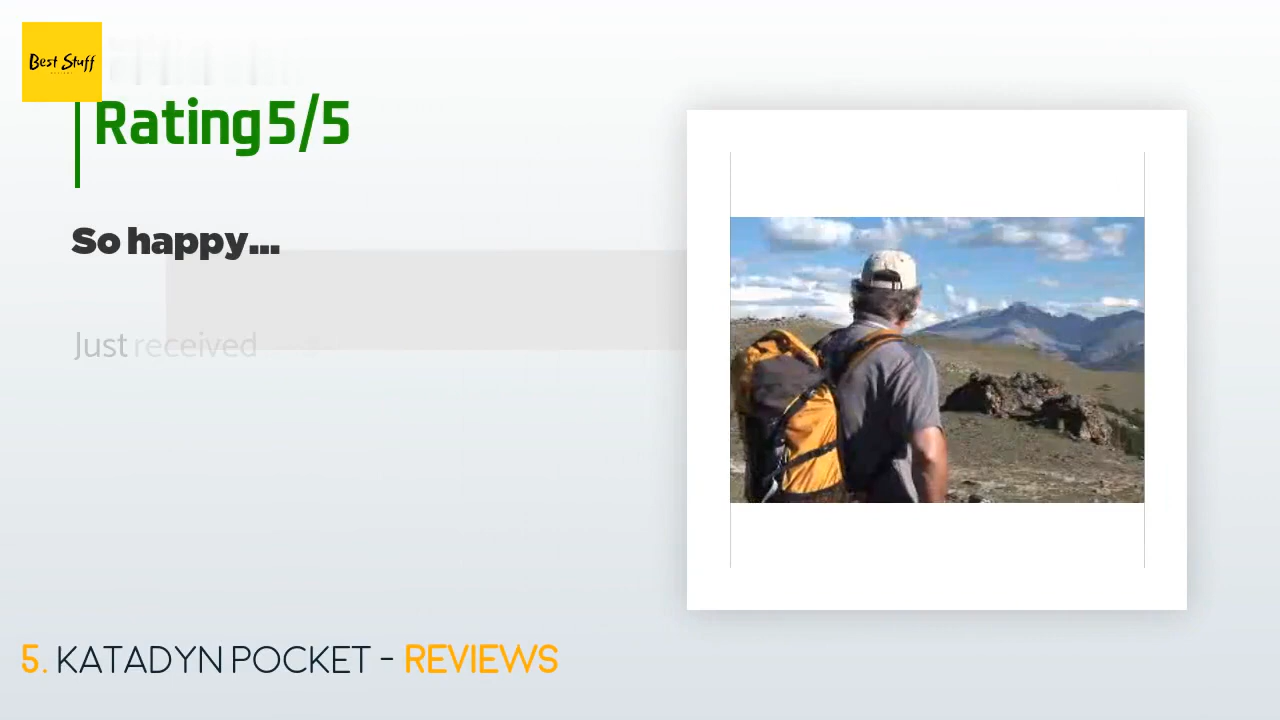 Best Stuff
Rating 5/5
So happy...
Just received
5. KATADYN POCKET - REVIEWS